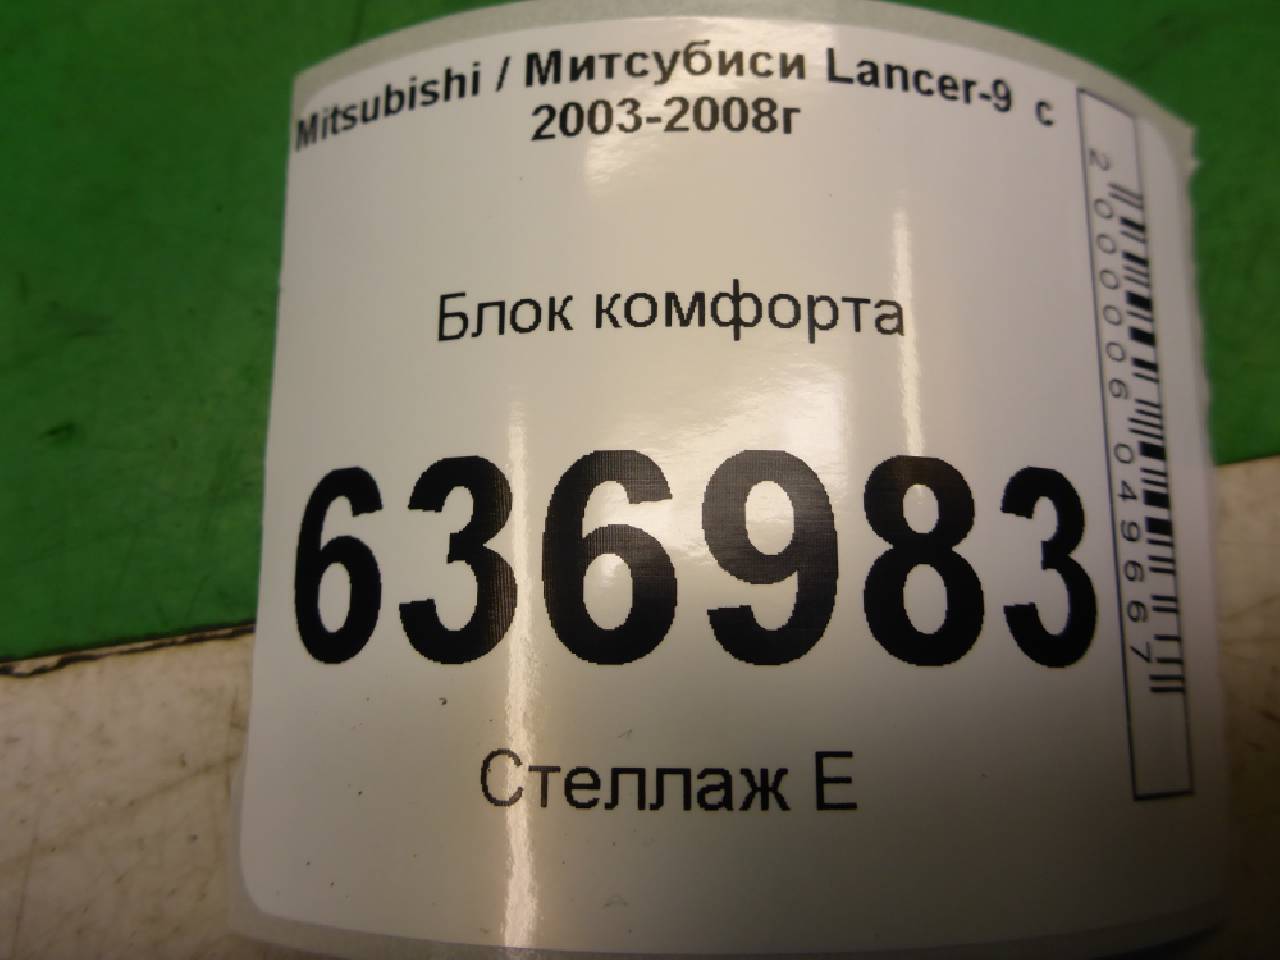 Mitsubishi / Митсубиси Lancer-9 с
2003-2008г
Блок комфорта
636983
Стеллаж Е
2000006049667